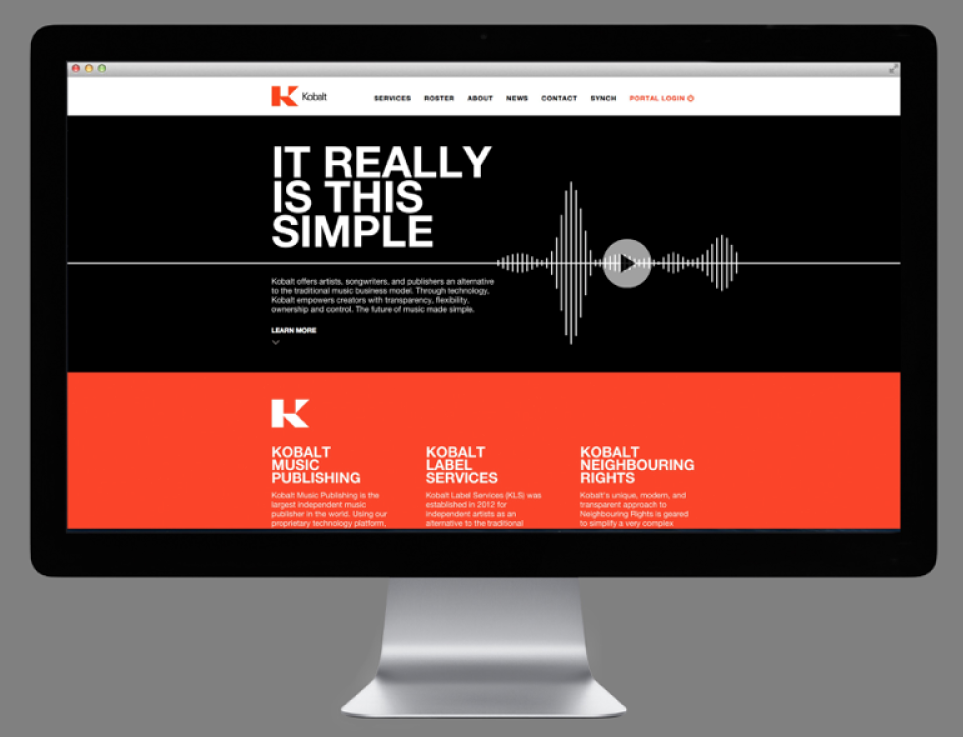 Kobalt
SERVICES ROSTER ABOUT NEWS CONTACT SYNCH PORTAL LOGIN
IT REALLY
IS THIS
SIMPLE
Kobalt offers artists, songwriters, and publishers an alternative
to the traditional music business model. Through technology,
Kobalt empowers creators with transparency, flexibility,
ownership and control. The future of music made simple.
LEARN MORE
KOBALT
MUSIC
PUBLISHING
Kobalt Music Publishing is the
largest independent music
publisher in the world. Using our
proprietary technology platform,
KOBALT
LABEL
SERVICES
Kobalt Label Services (KLS) was
established in 2012 for
independent artists as an
alternative to the traditional
KOBALT
NEIGHBOURING
RIGHTS
Kobalt's unique, modern, and
transparent approach to
Neighbouring Rights is geared
to simplify a very complex